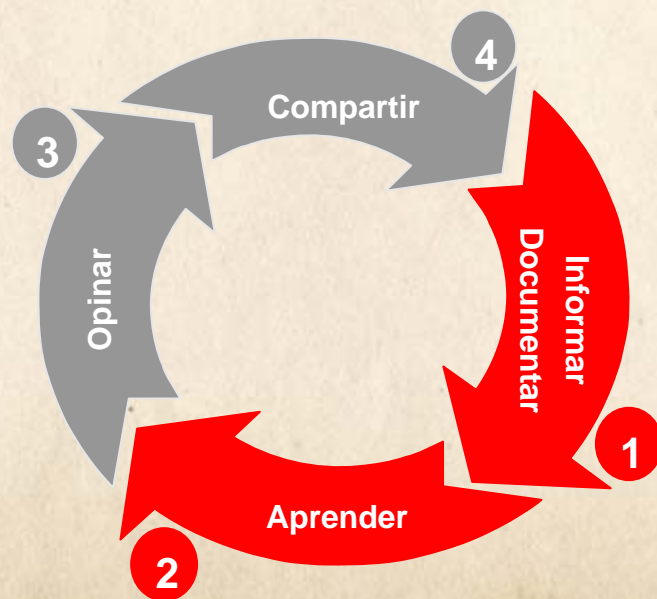 4
Compartir
3
Informar
Documentar
Opinar
1
Aprender
2